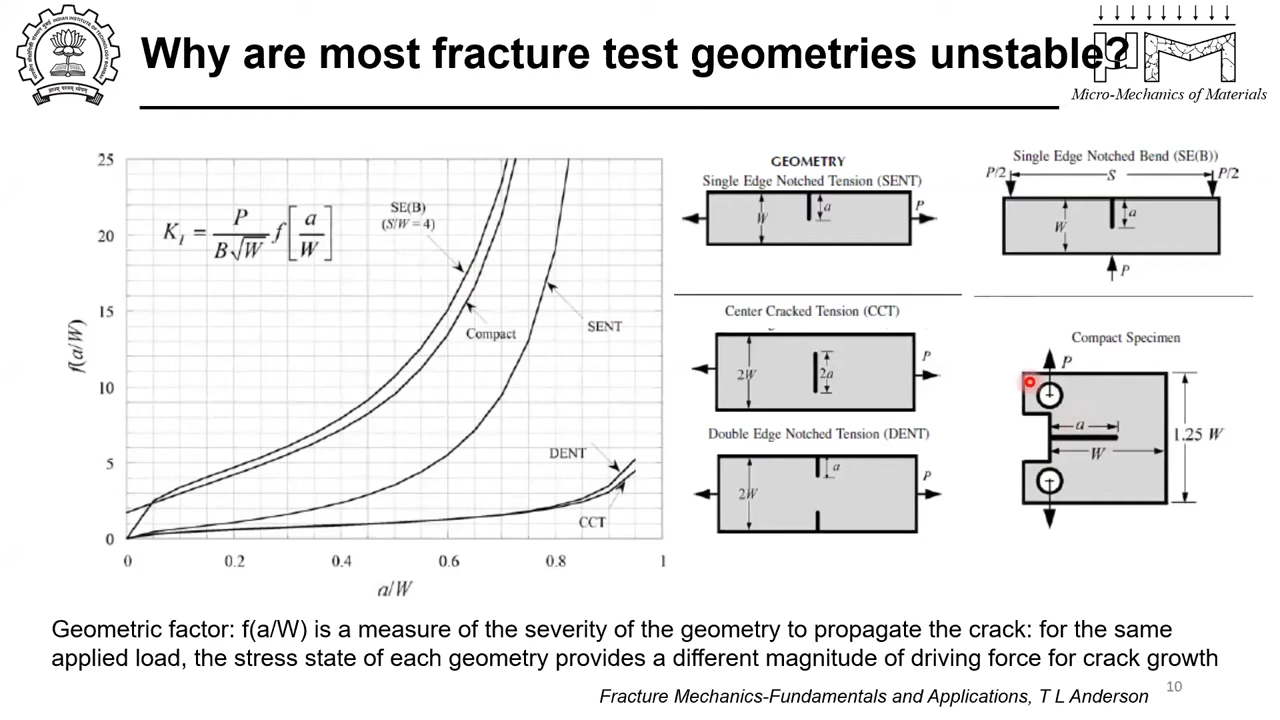 Why are most fracture test geometries unstable?
μM
Micro-Mechanics of Materials
25
20
15
10
5
0
f(a/W)
K_I = P / B√W f[a/W]
SE(B)
(S/W = 4)
Compact
SENT
DENT
CCT
0 0.2 0.4 0.6 0.8 1
a/W
GEOMETRY
Single Edge Notched Tension (SENT)
W a P
Center Cracked Tension (CCT)
2W 2a P
Double Edge Notched Tension (DENT)
2W a P
Single Edge Notched Bend (SE(B))
P/2 S P/2
W a
P
Compact Specimen
P
a
W
1.25 W
Geometric factor: f(a/W) is a measure of the severity of the geometry to propagate the crack: for the same
applied load, the stress state of each geometry provides a different magnitude of driving force for crack growth
Fracture Mechanics-Fundamentals and Applications, T L Anderson
10